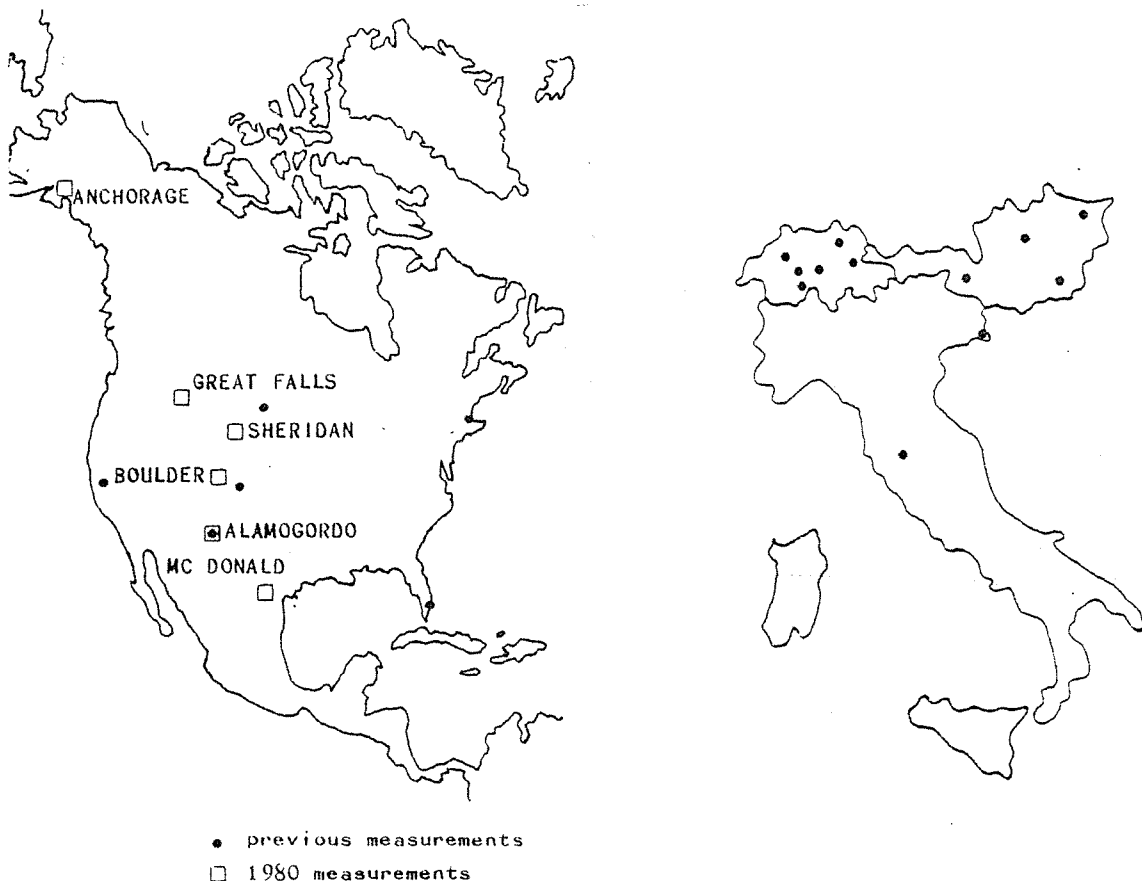 ANCHORAGE
GREAT FALLS
SHERIDAN
BOULDER
ALAMOGORDO
MC DONALD
previous measurements
1980 measurements